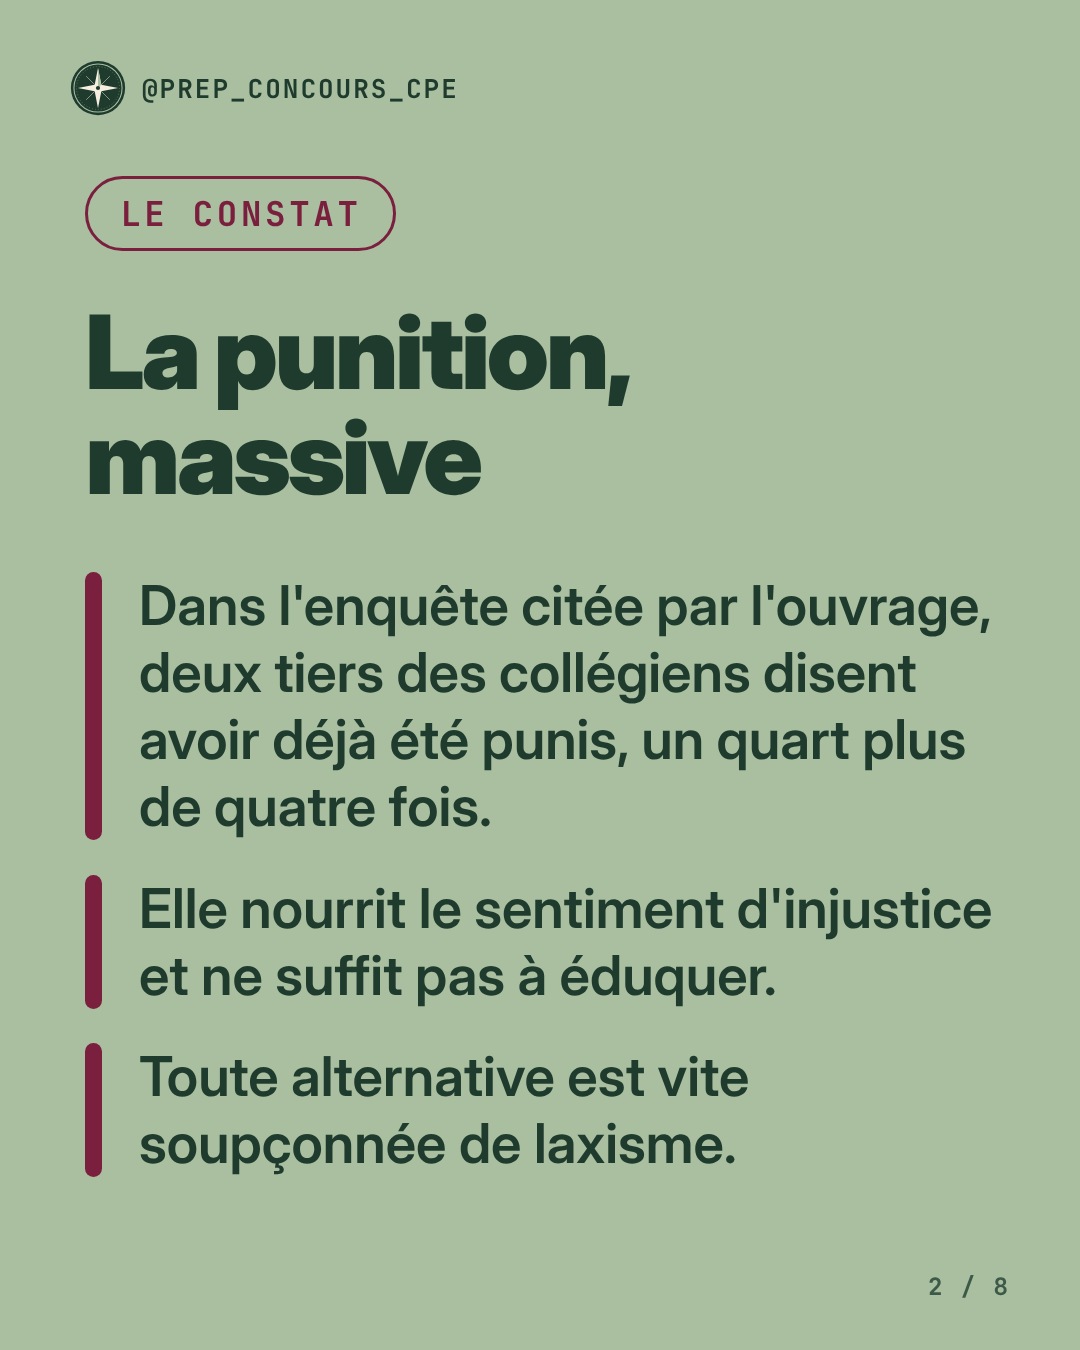 @PREP_CONCOURS_CPE
LE CONSTAT
La punition,
massive
Dans l'enquête citée par l'ouvrage,
deux tiers des collégiens disent
avoir déjà été punis, un quart plus
de quatre fois.
Elle nourrit le sentiment d'injustice
et ne suffit pas à éduquer.
Toute alternative est vite
soupçonnée de laxisme.
2 / 8